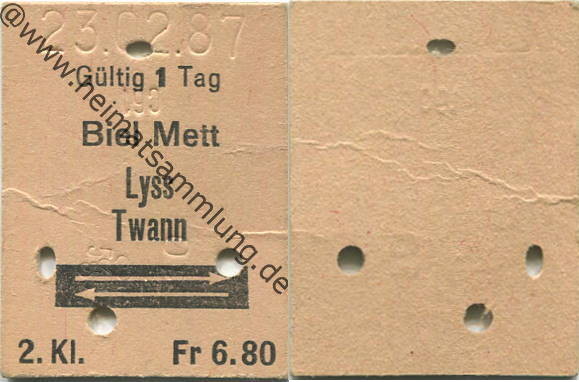 23.02.87
Gültig 1 Tag
Biel Mett
Lyss
Twann
2. Kl. Fr 6.80
@www.heimatsammlung.de